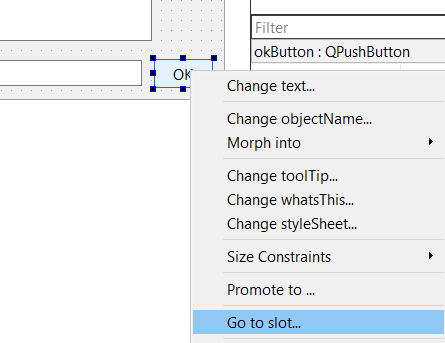 Filter
okButton : QPushButton
OK
Change text...
Change objectName...
Morph into
Change toolTip...
Change whatsThis...
Change styleSheet...
Size Constraints
Promote to ...
Go to slot...